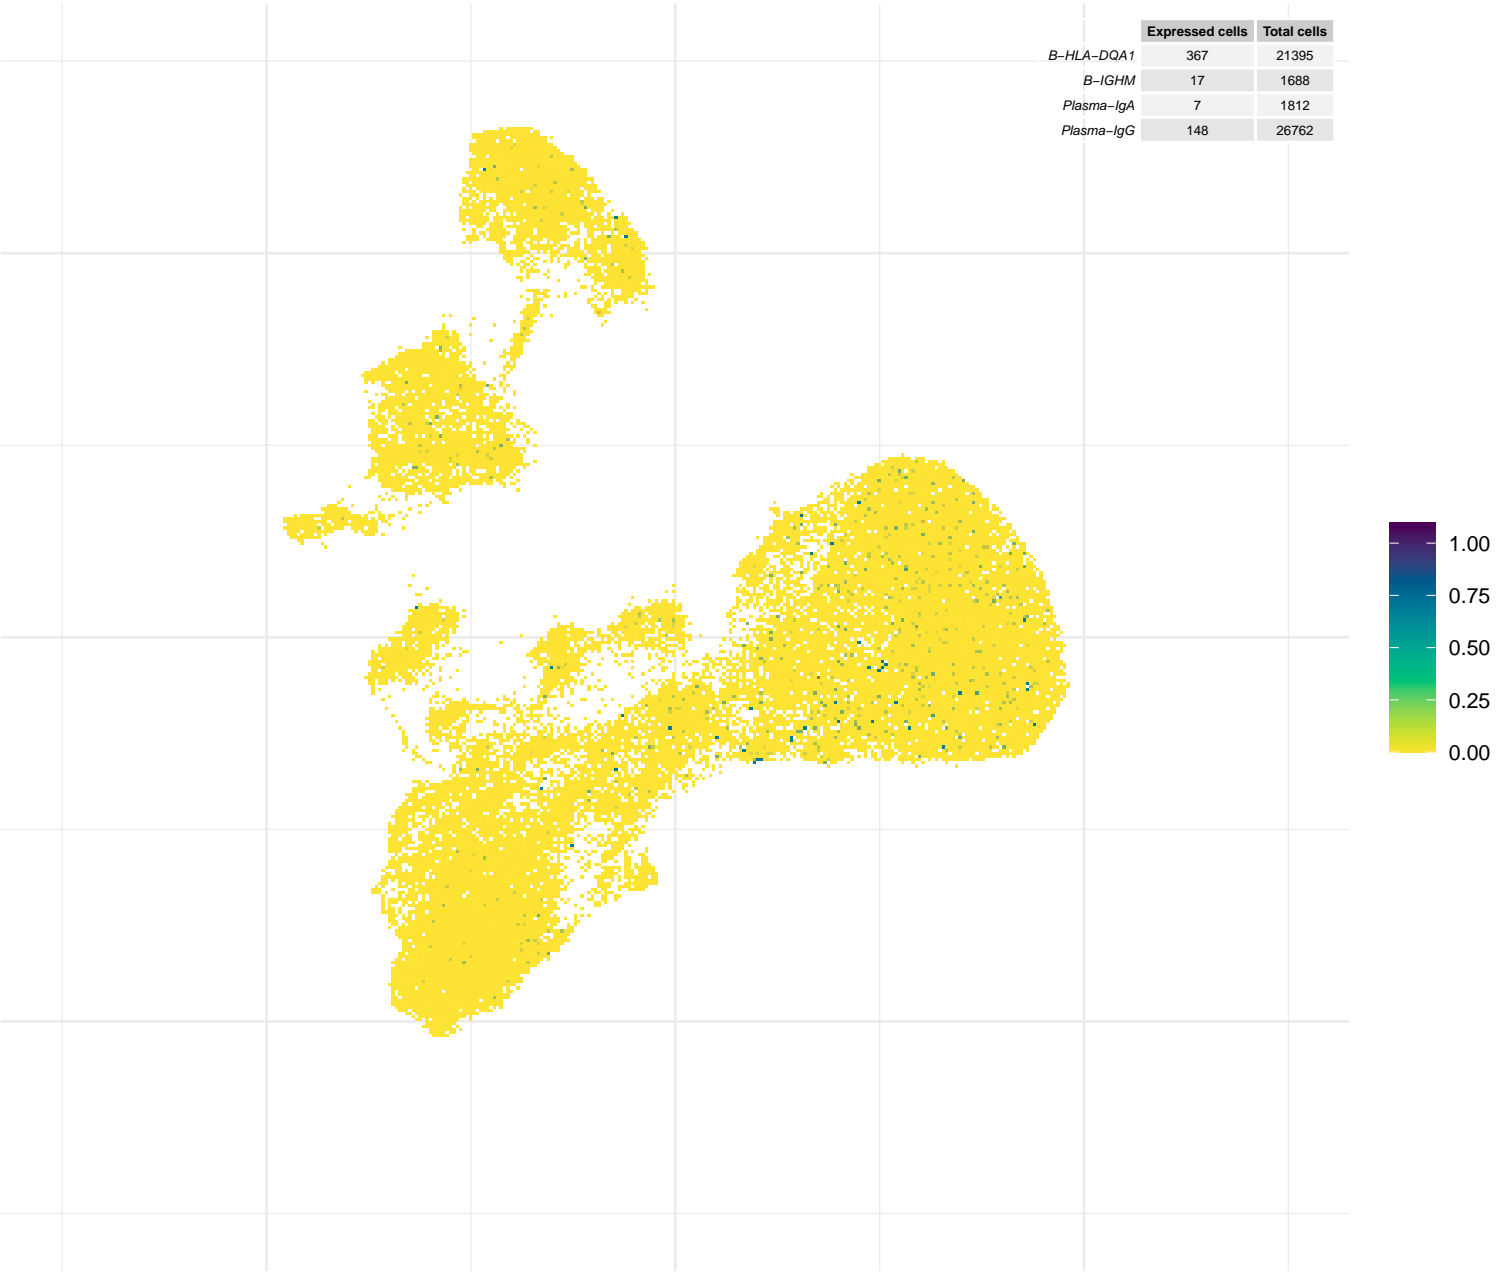 Expressed cells Total cells
B−HLA−DQA1 367 21395
B−IGHM 17 1688
Plasma−IgA 7 1812
Plasma−IgG 148 26762
1.00
0.75
0.50
0.25
0.00